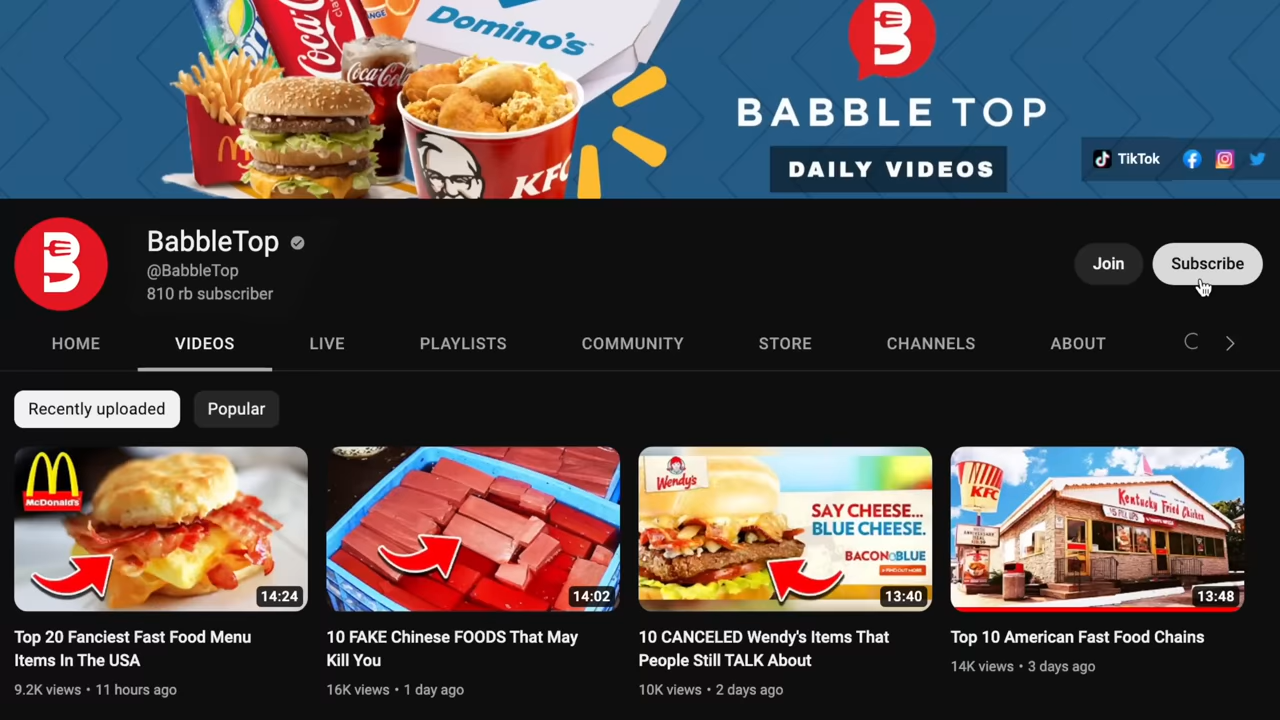 Coca-Cola
Domino's
Coca-Cola
KFC
B
BABBLE TOP
DAILY VIDEOS
TikTok
B
BabbleTop
@BabbleTop
810 rb subscriber
Join
Subscribe
HOME
VIDEOS
LIVE
PLAYLISTS
COMMUNITY
STORE
CHANNELS
ABOUT
Recently uploaded
Popular
McDonald's
14:24
14:02
Wendy's
SAY CHEESE...
BLUE CHEESE.
BACON BLUE
13:40
KFC
Kentucky Fried Chicken
13:48
Top 20 Fanciest Fast Food Menu
Items In The USA
9.2K views • 11 hours ago
10 FAKE Chinese FOODS That May
Kill You
16K views • 1 day ago
10 CANCELED Wendy's Items That
People Still TALK About
10K views • 2 days ago
Top 10 American Fast Food Chains
14K views • 3 days ago